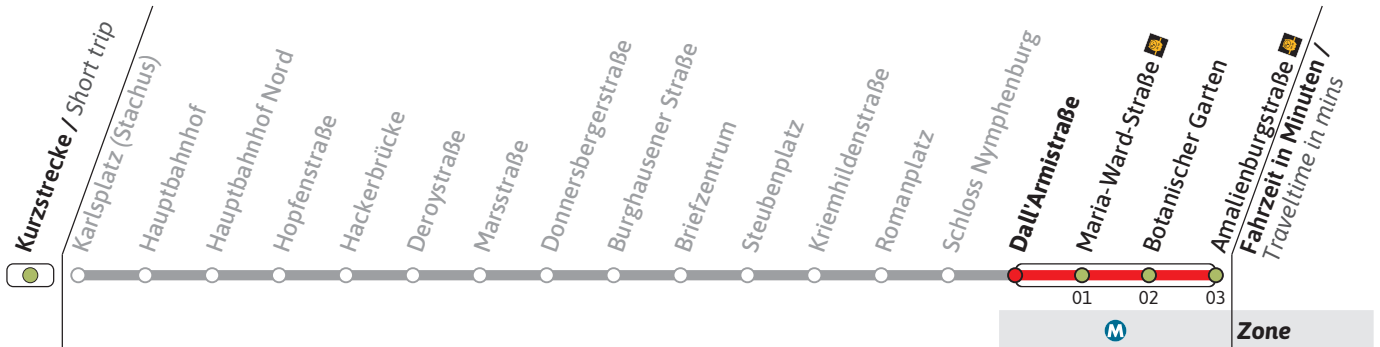 Kurzstrecke / Short trip
Karlsplatz (Stachus)
Hauptbahnhof
Hauptbahnhof Nord
Hopfenstraße
Hackerbrücke
Deroystraße
Marsstraße
Donnersbergerstraße
Burghausener Straße
Briefzentrum
Steubenplatz
Kriemhildenstraße
Romanplatz
Schloss Nymphenburg
Dall'Armistraße
Maria-Ward-Straße
Botanischer Garten
Amalienburgstraße
Fahrzeit in Minuten /
Traveltime in mins
01 02 03
M Zone